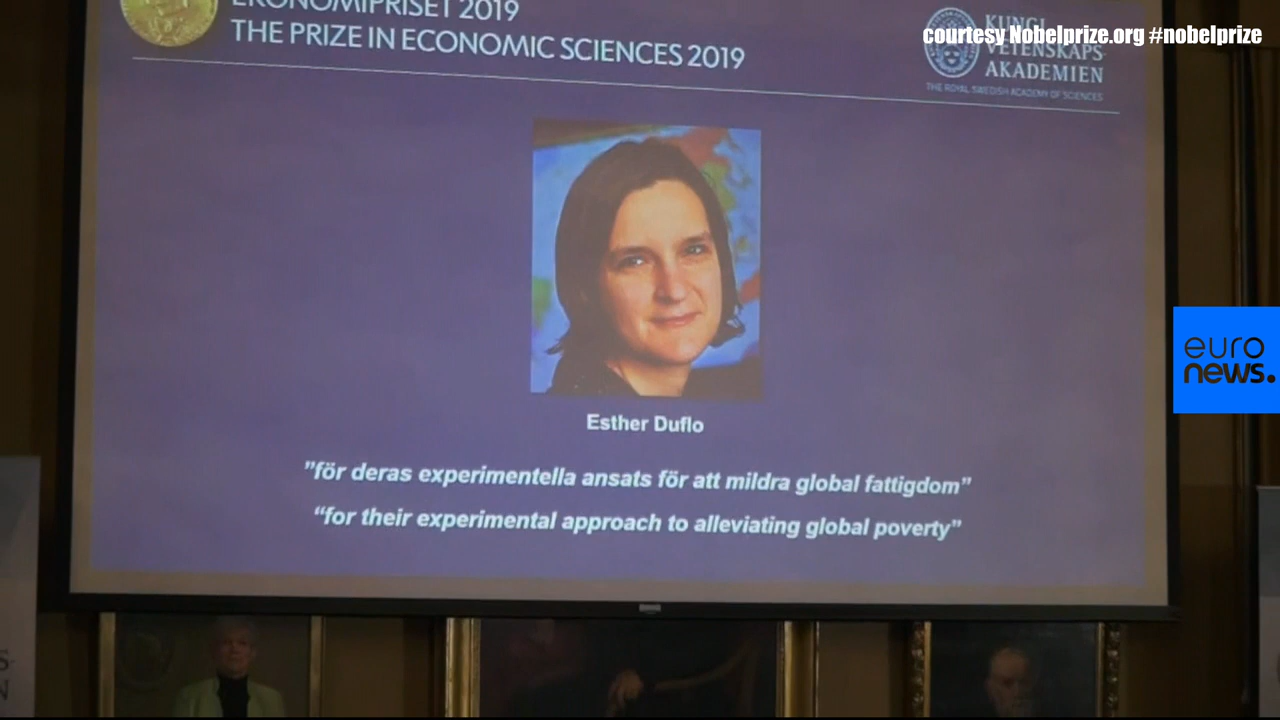 EKONOMIPRISET 2019
THE PRIZE IN ECONOMIC SCIENCES 2019
courtesy Nobelprize.org #nobelprize
KUNGL.
VETENSKAPS-
AKADEMIEN
THE ROYAL SWEDISH ACADEMY OF SCIENCES
euro
news.
Esther Duflo
”för deras experimentella ansats för att mildra global fattigdom”
“for their experimental approach to alleviating global poverty”
S-
N